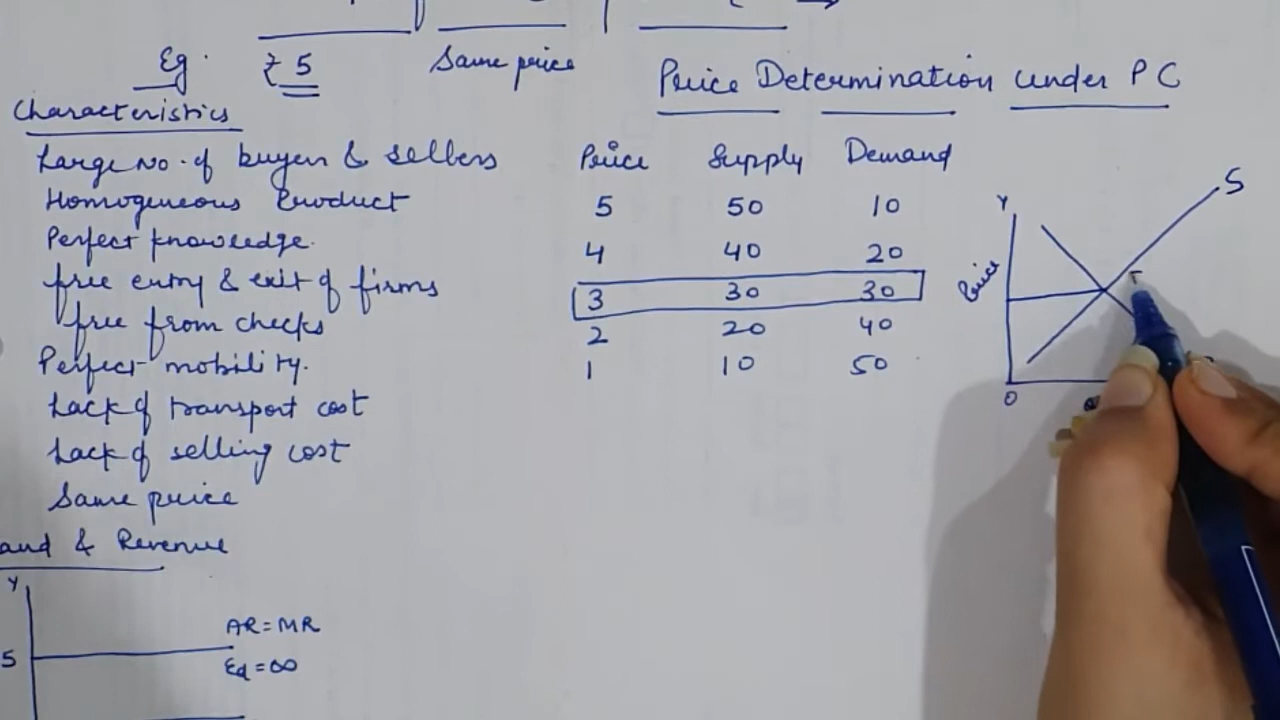 Eg. ₹ 5 Same price
Price Determination under PC
Characteristics
Large No. of buyers & sellers
Homogeneous Product
Perfect knowledge.
free entry & exit of firms
free from checks
Perfect mobility.
Lack of transport cost
Lack of selling cost
Same price
and & Revenue
Y
5
AR=MR
Ed = ∞
Price Supply Demand
5 50 10
4 40 20
3 30 30
2 20 40
1 10 50
Y
S
Price
O